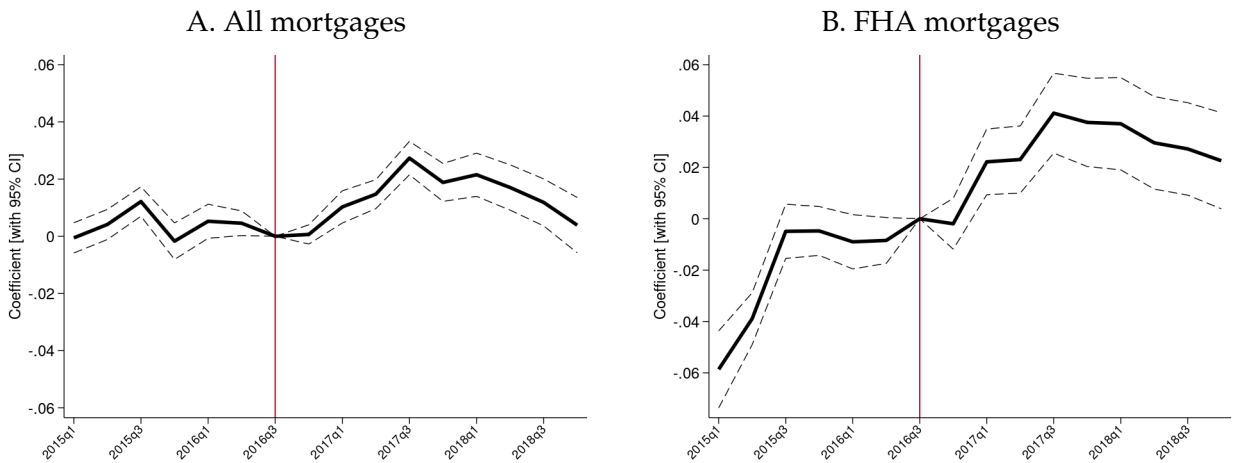 A. All mortgages
.06
.04
.02
0
-.02
-.04
-.06
Coefficient [with 95% CI]
2015q1
2015q3
2016q1
2016q3
2017q1
2017q3
2018q1
2018q3
B. FHA mortgages
.06
.04
.02
0
-.02
-.04
-.06
Coefficient [with 95% CI]
2015q1
2015q3
2016q1
2016q3
2017q1
2017q3
2018q1
2018q3